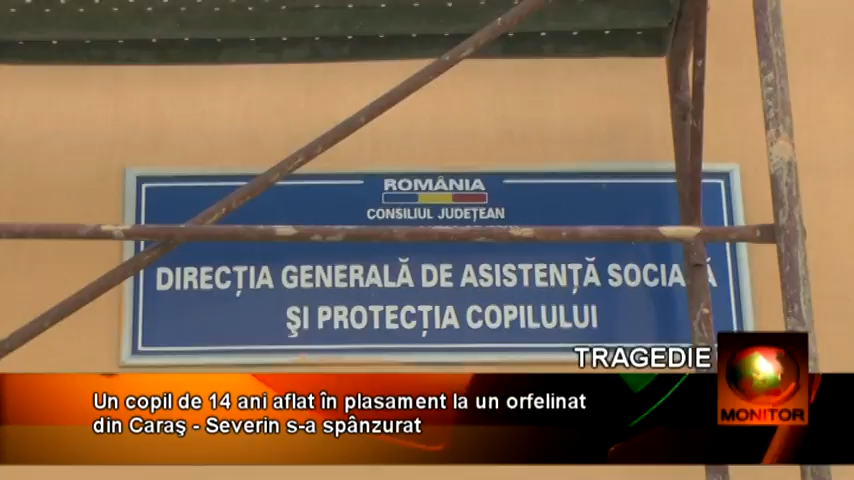 ROMÂNIA
CONSILIUL JUDEȚEAN
DIRECȚIA GENERALĂ DE ASISTENȚĂ SOCIALĂ
ȘI PROTECȚIA COPILULUI
TRAGEDIE
Un copil de 14 ani aflat în plasament la un orfelinat
din Caraş - Severin s-a spânzurat
MONITOR